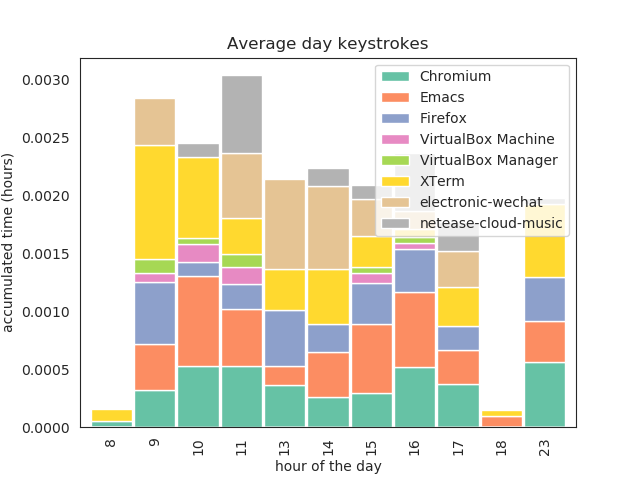 Average day keystrokes
0.0030
0.0025
0.0020
0.0015
0.0010
0.0005
0.0000
accumulated time (hours)
Chromium
Emacs
Firefox
VirtualBox Machine
VirtualBox Manager
XTerm
electronic-wechat
netease-cloud-music
8 9 10 11 13 14 15 16 17 18 23
hour of the day